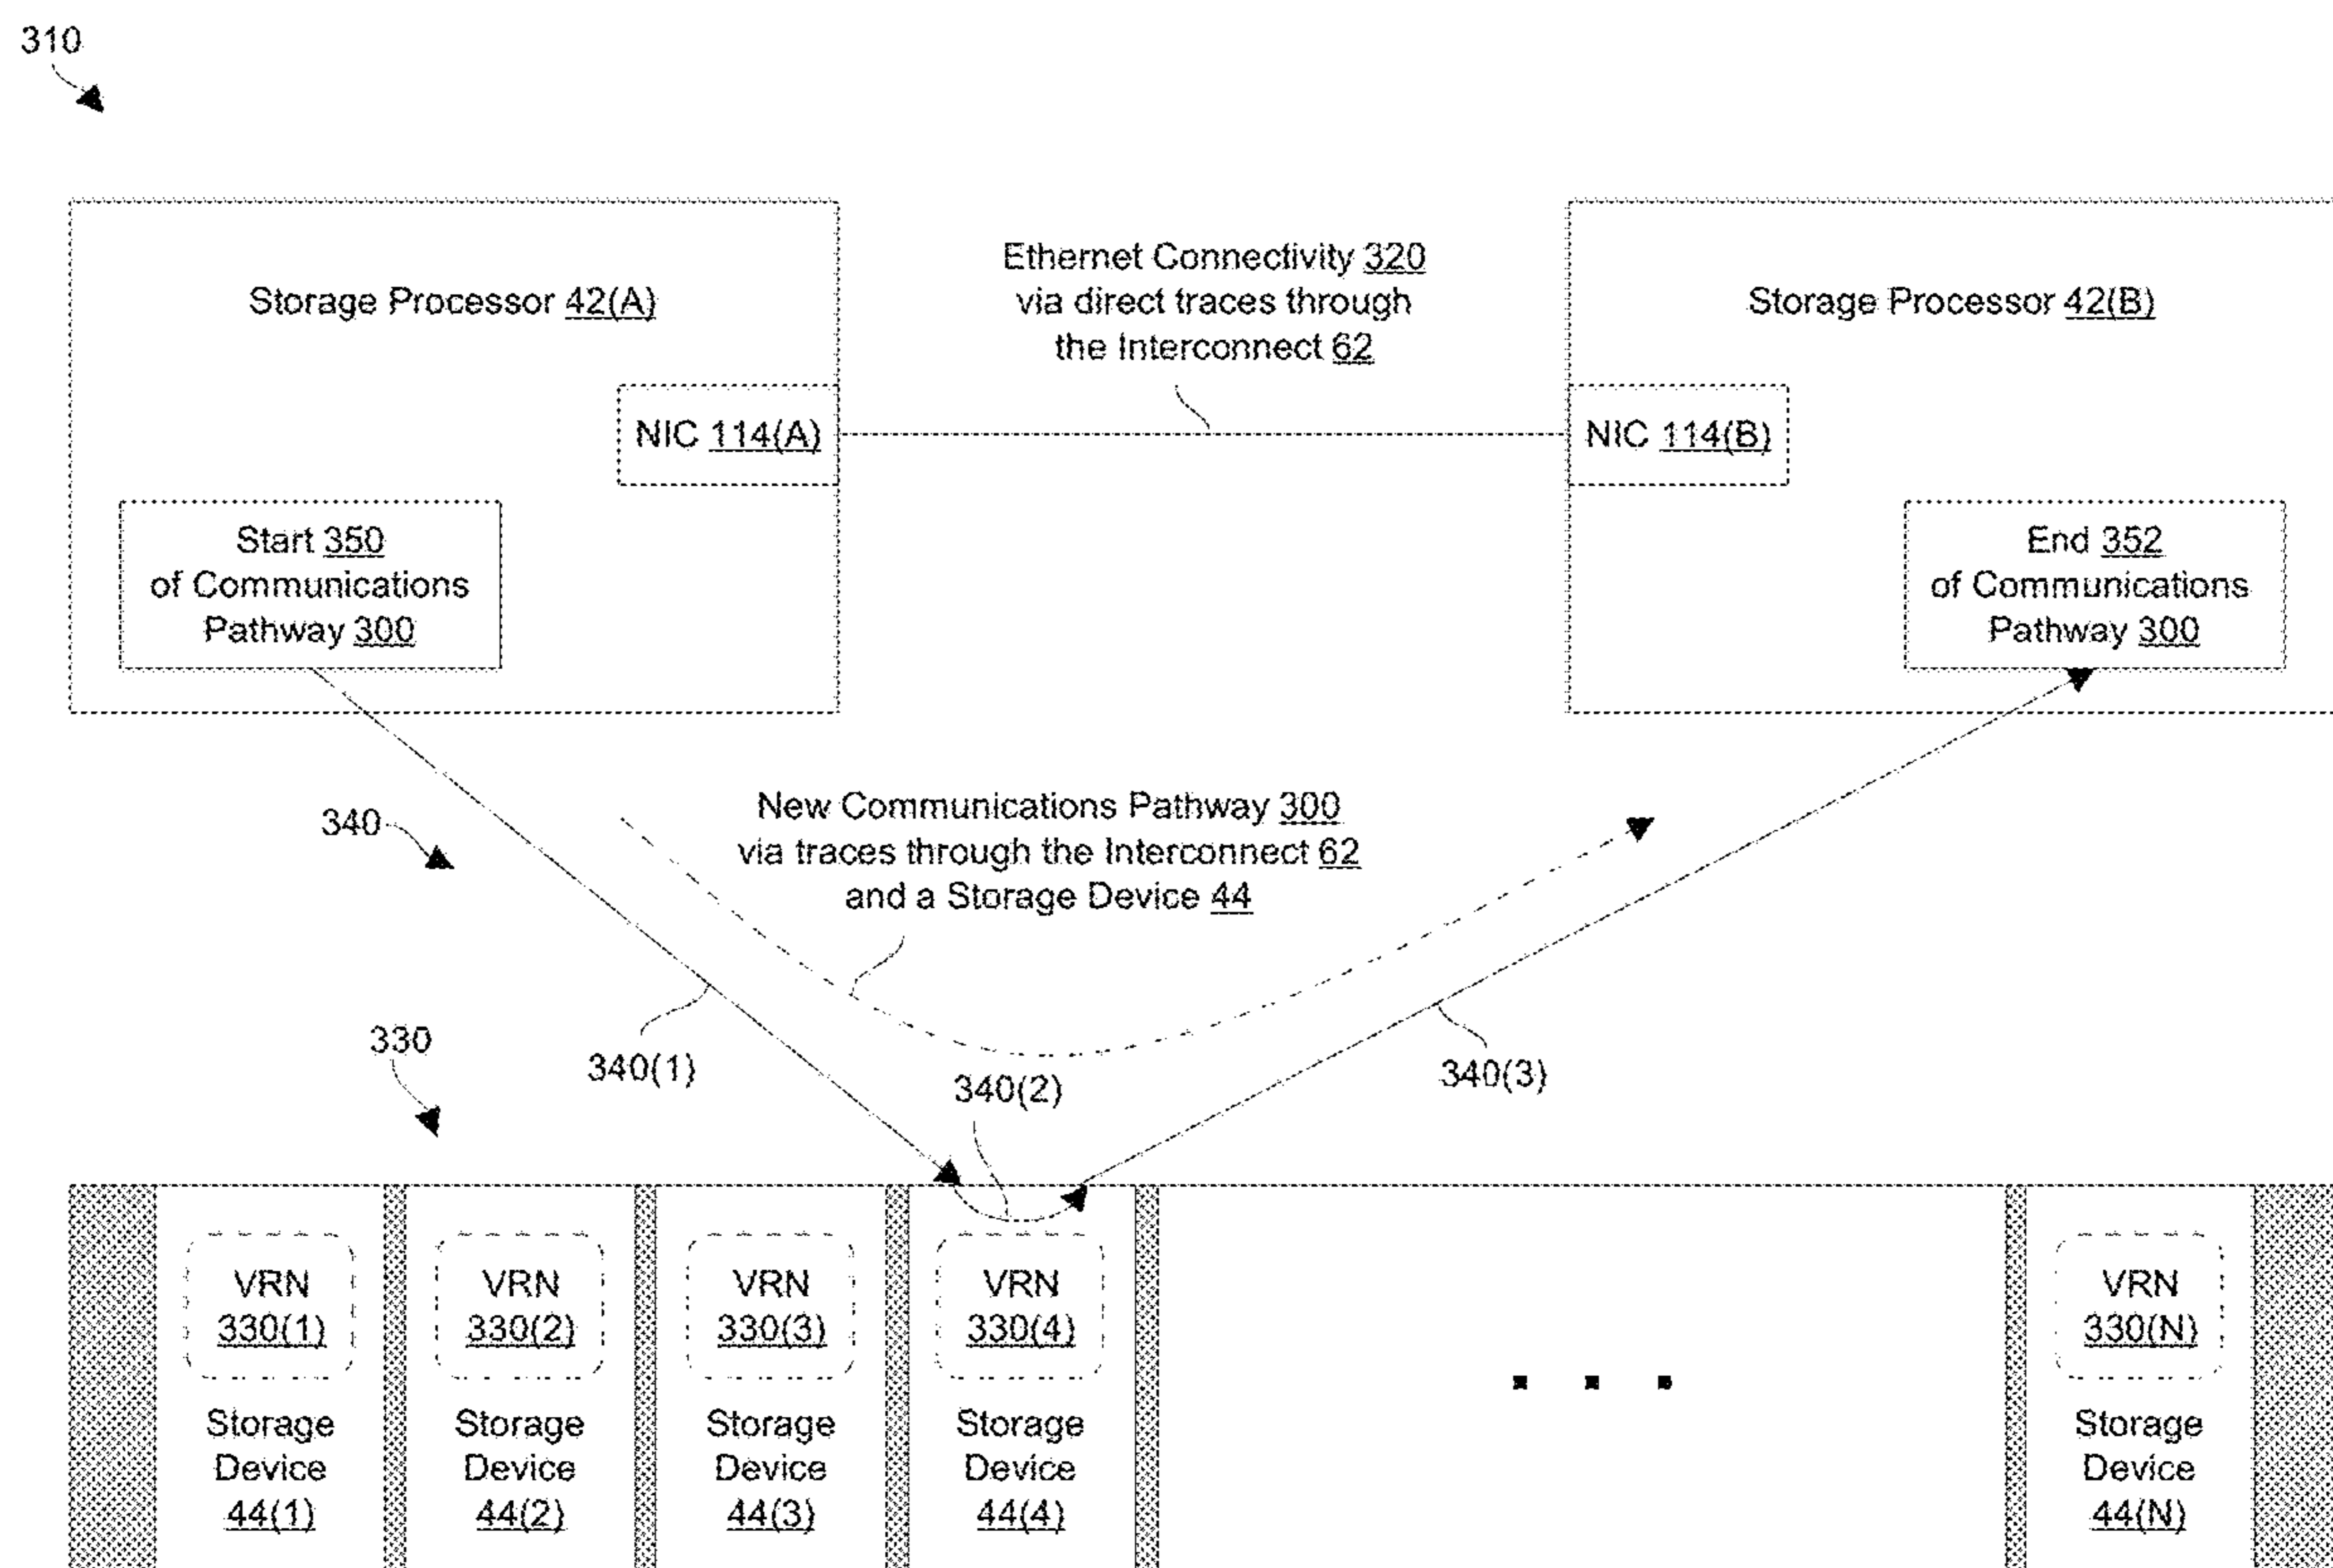 310
Storage Processor 42(A)
Ethernet Connectivity 320
via direct traces through
the Interconnect 62
Storage Processor 42(B)
NIC 114(A)
NIC 114(B)
Start 350
of Communications
Pathway 300
End 352
of Communications
Pathway 300
340
New Communications Pathway 300
via traces through the Interconnect 62
and a Storage Device 44
330
340(1)
340(2)
340(3)
VRN
330(1)
Storage
Device
44(1)
VRN
330(2)
Storage
Device
44(2)
VRN
330(3)
Storage
Device
44(3)
VRN
330(4)
Storage
Device
44(4)
. . .
VRN
330(N)
Storage
Device
44(N)